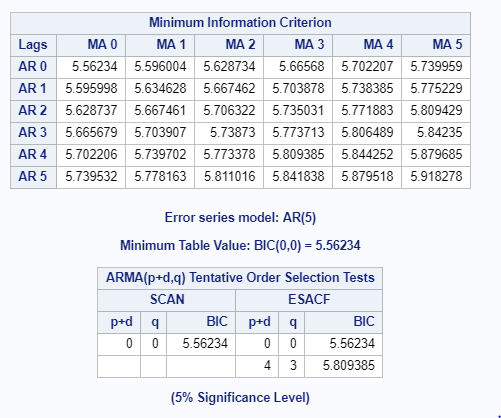 Minimum Information Criterion
Lags MA 0 MA 1 MA 2 MA 3 MA 4 MA 5
AR 0 5.56234 5.596004 5.628734 5.66568 5.702207 5.739959
AR 1 5.595998 5.634628 5.667462 5.703878 5.738385 5.775229
AR 2 5.628737 5.667461 5.706322 5.735031 5.771883 5.809429
AR 3 5.665679 5.703907 5.73873 5.773713 5.806489 5.84235
AR 4 5.702206 5.739702 5.773378 5.809385 5.844252 5.879685
AR 5 5.739532 5.778163 5.811016 5.841838 5.879518 5.918278
Error series model: AR(5)
Minimum Table Value: BIC(0,0) = 5.56234
ARMA(p+d,q) Tentative Order Selection Tests
SCAN ESACF
p+d q BIC p+d q BIC
0 0 5.56234 0 0 5.56234
4 3 5.809385
(5% Significance Level)